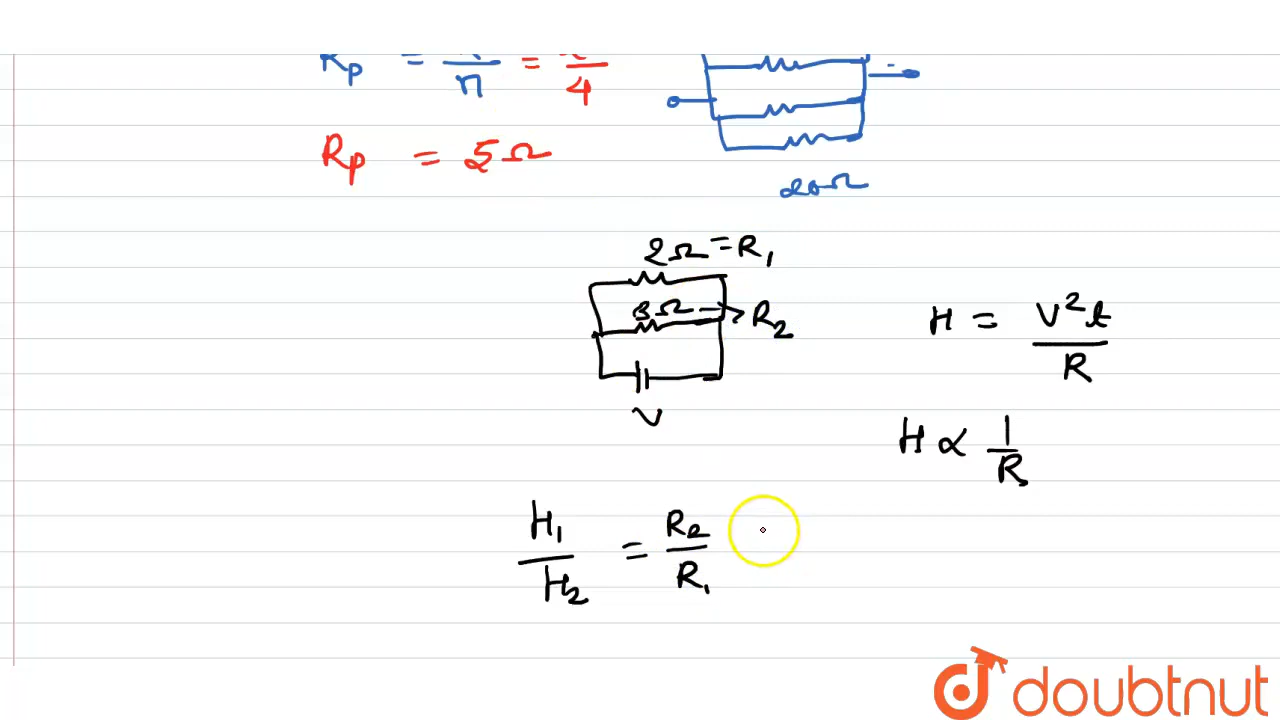 Rp = /n = /4
Rp = 5Ω
20Ω
2Ω = R₁
3Ω → R₂
V
H = V²t/R
H ∝ 1/R
H₁/H₂ = R₂/R₁
doubtnut